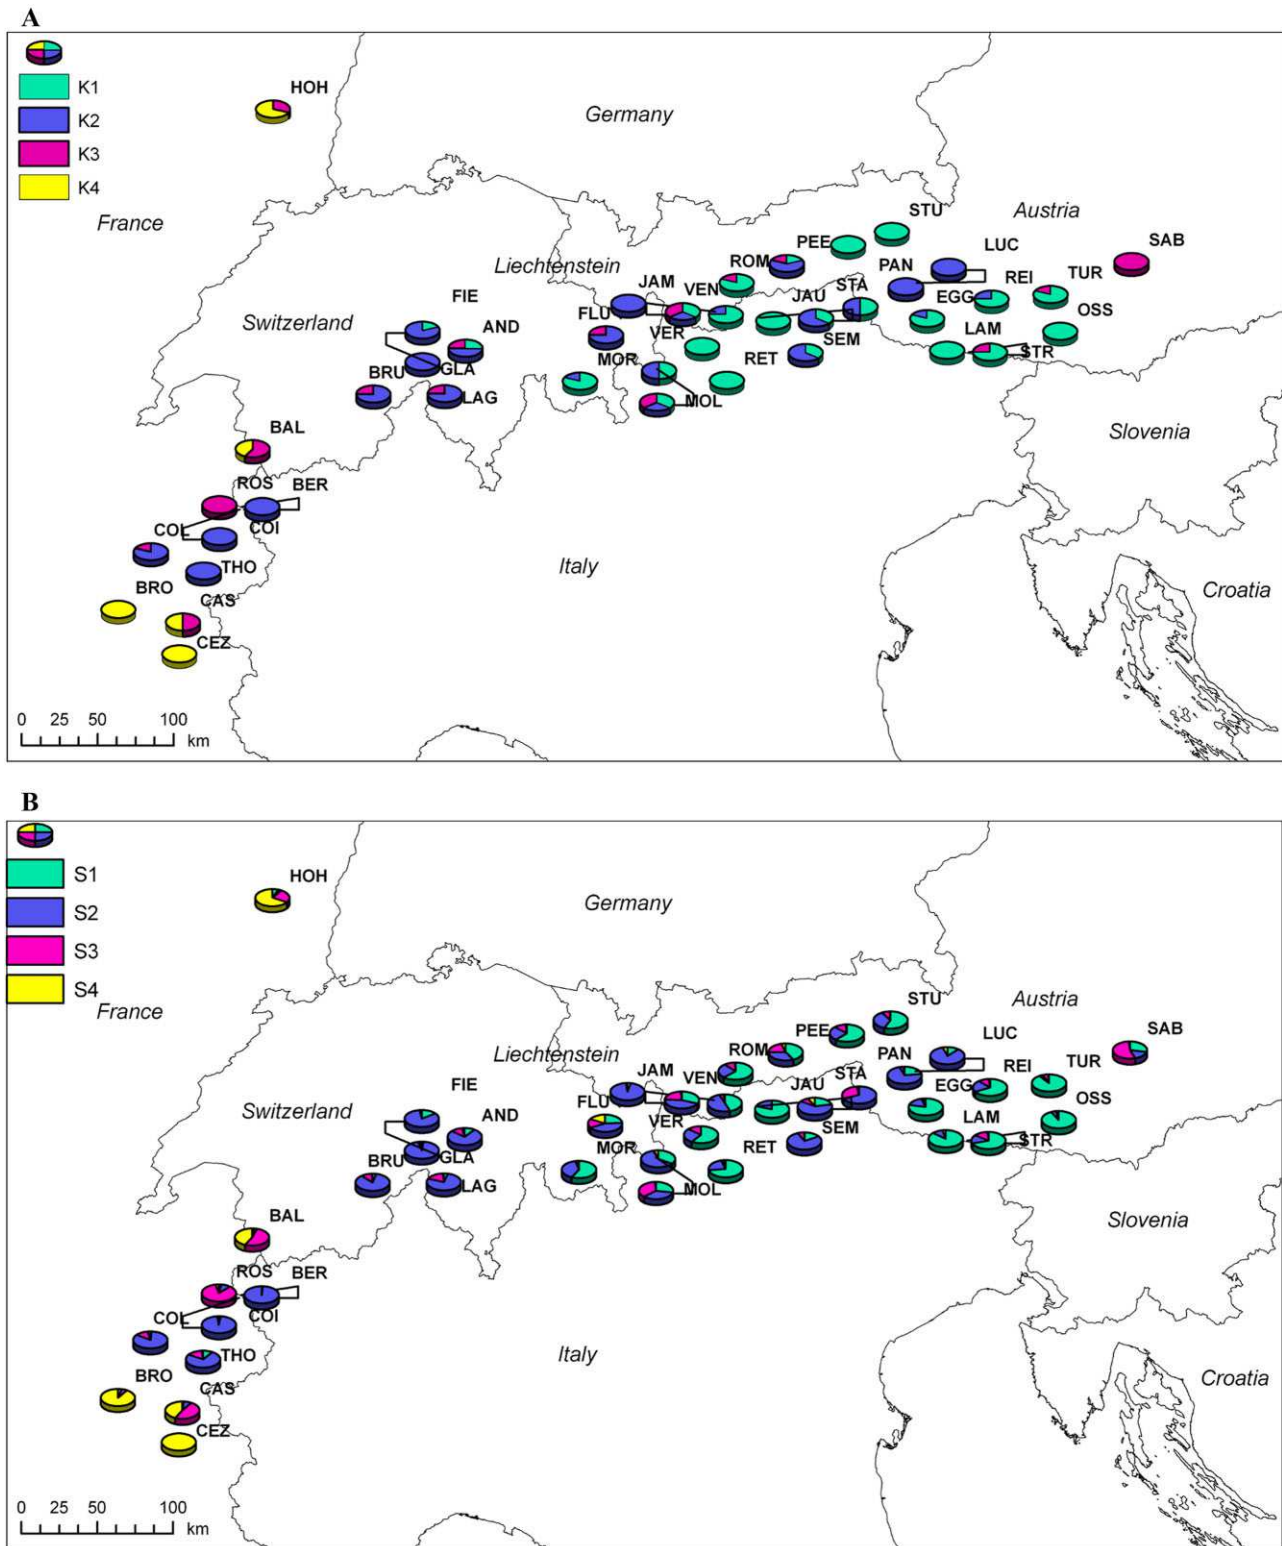 A
HOH
K1
Germany
K2
K3
K4
France
STU
Austria
PEE
LUC
SAB
ROM
Liechtenstein
PAN
REI
TUR
JAM
STA
FIE
VEN
JAU
EGG
OSS
FLU
Switzerland
AND
VER
SEM
LAM
MOR
RET
STR
BRU
GLA
LAG
MOL
BAL
Slovenia
ROS
BER
COL
COI
THO
Italy
BRO
CAS
Croatia
CEZ
0 25 50 100
km
B
HOH
S1
Germany
S2
S3
S4
France
STU
Austria
PEE
LUC
SAB
ROM
Liechtenstein
PAN
REI
TUR
JAM
STA
FIE
VEN
JAU
EGG
OSS
FLU
Switzerland
AND
VER
SEM
LAM
MOR
RET
STR
BRU
GLA
LAG
MOL
BAL
Slovenia
ROS
BER
COL
COI
THO
Italy
BRO
CAS
Croatia
CEZ
0 25 50 100
km